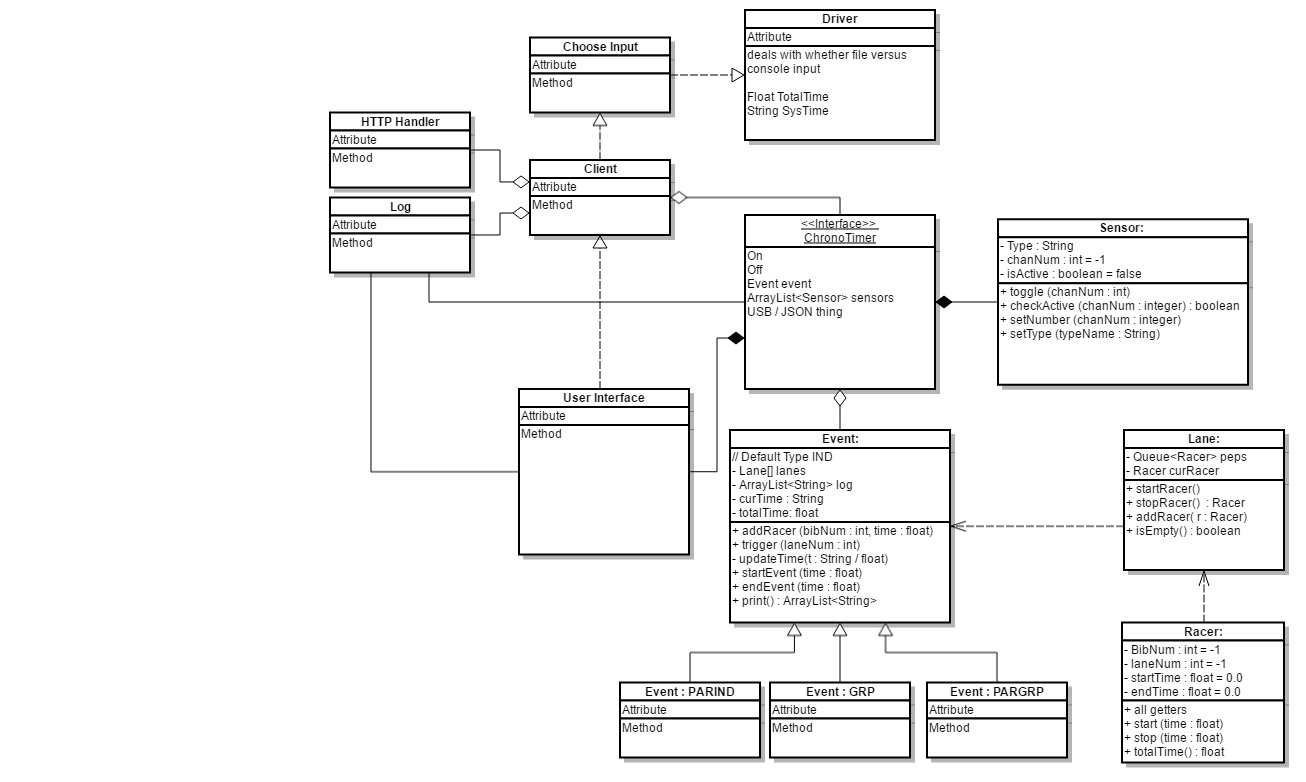 Driver
Attribute
deals with whether file versus
console input
Float TotalTime
String SysTime
Choose Input
Attribute
Method
HTTP Handler
Attribute
Method
Client
Attribute
Method
Log
Attribute
Method
<<Interface>>
ChronoTimer
On
Off
Event event
ArrayList<Sensor> sensors
USB / JSON thing
Sensor:
- Type : String
- chanNum : int = -1
- isActive : boolean = false
+ toggle (chanNum : int)
+ checkActive (chanNum : integer) : boolean
+ setNumber (chanNum : integer)
+ setType (typeName : String)
User Interface
Attribute
Method
Event:
// Default Type IND
- Lane[] lanes
- ArrayList<String> log
- curTime : String
- totalTime: float
+ addRacer (bibNum : int, time : float)
+ trigger (laneNum : int)
- updateTime(t : String / float)
+ startEvent (time : float)
+ endEvent (time : float)
+ print() : ArrayList<String>
Lane:
- Queue<Racer> peps
- Racer curRacer
+ startRacer()
+ stopRacer()  : Racer
+ addRacer( r : Racer)
+ isEmpty() : boolean
Racer:
- BibNum : int = -1
- laneNum : int = -1
- startTime : float = 0.0
- endTime : float = 0.0
+ all getters
+ start (time : float)
+ stop (time : float)
+ totalTime() : float
Event : PARIND
Attribute
Method
Event : GRP
Attribute
Method
Event : PARGRP
Attribute
Method